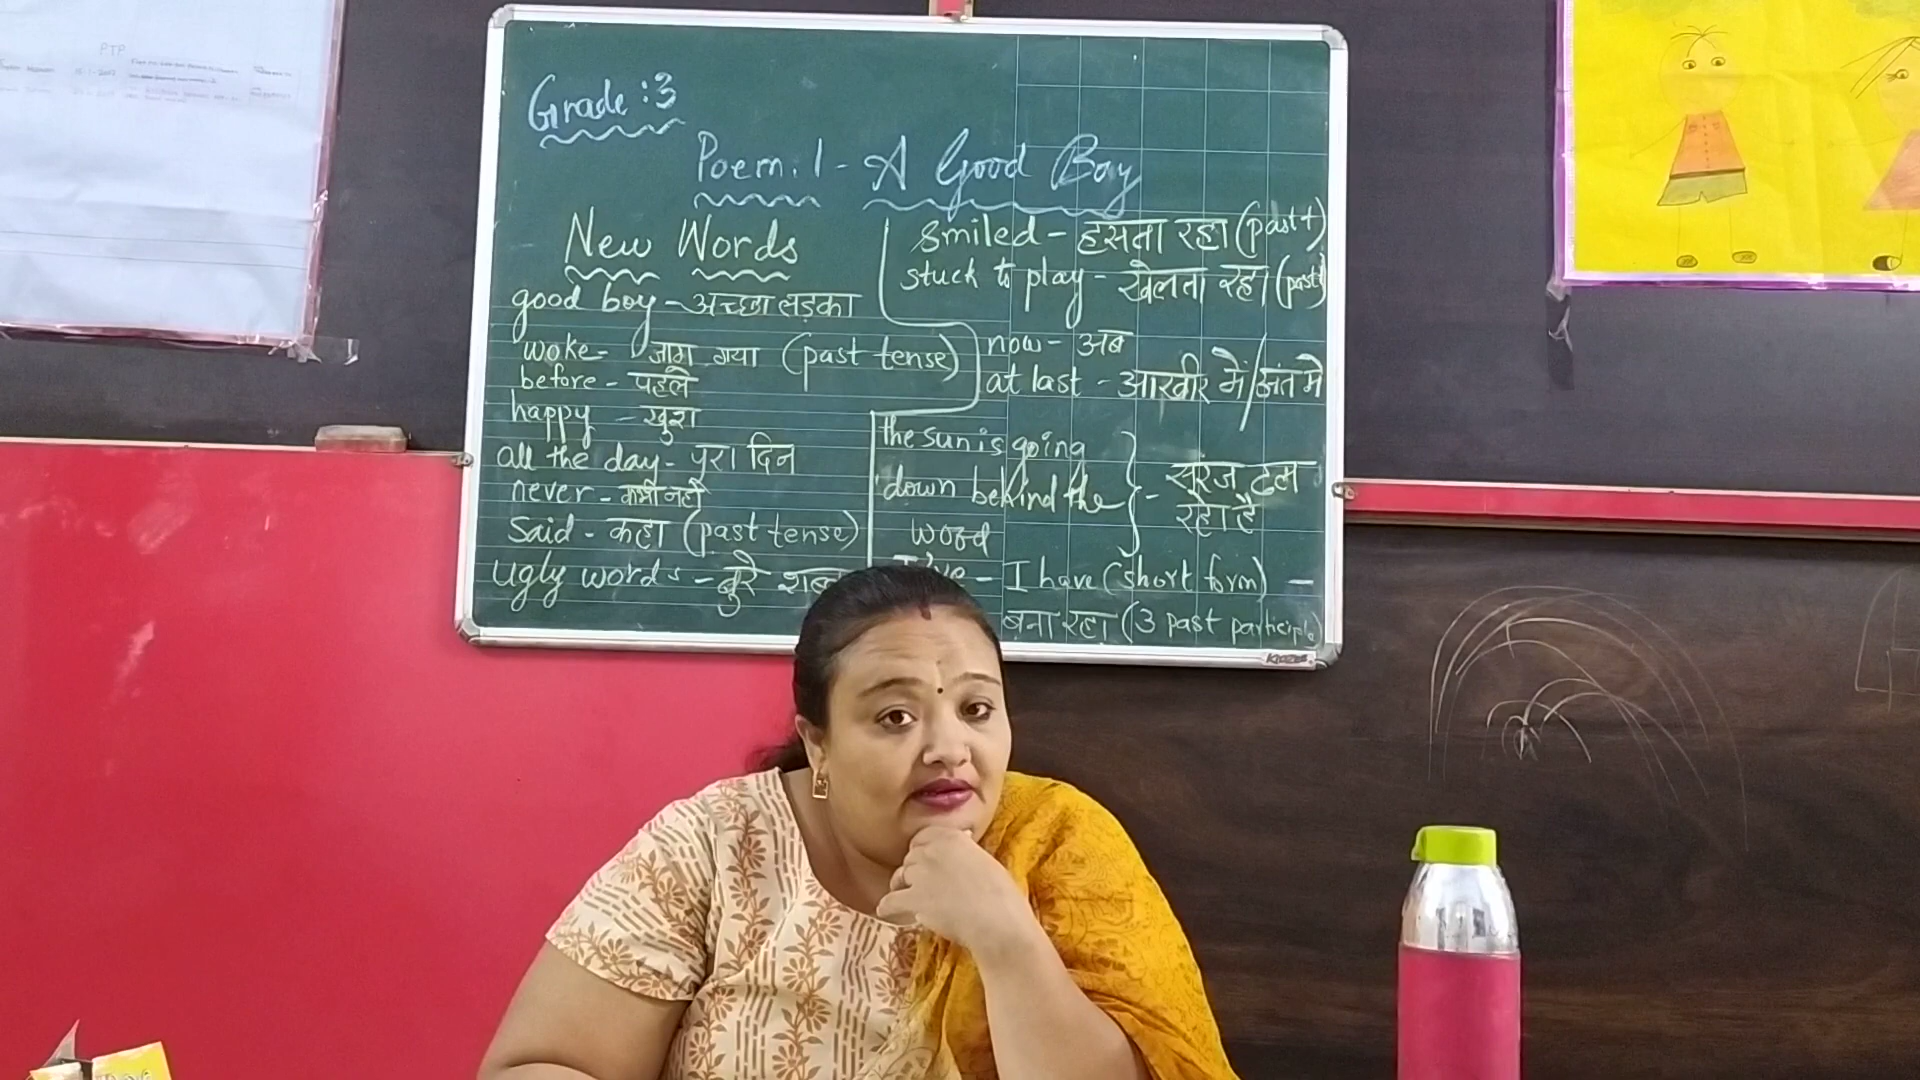 PTP
Grade :3
Poem. 1 - A Good Boy
New Words
good boy - अच्छा लड़का
woke - जाग गया (past tense)
before - पहले
happy - खुश
all the day - पुरा दिन
never - कभी नही
said - कहा (past tense)
ugly words - बुरे
smiled - हसता रहा (past t)
stuck to play - खेलता रहा (past t)
now - अब
at last - आखीर में/अंत मे
the sun is going
down behind the } - सूरज ढल
wood
रहा है
I've - I have (short form) -
बना रहा (3 past participle)